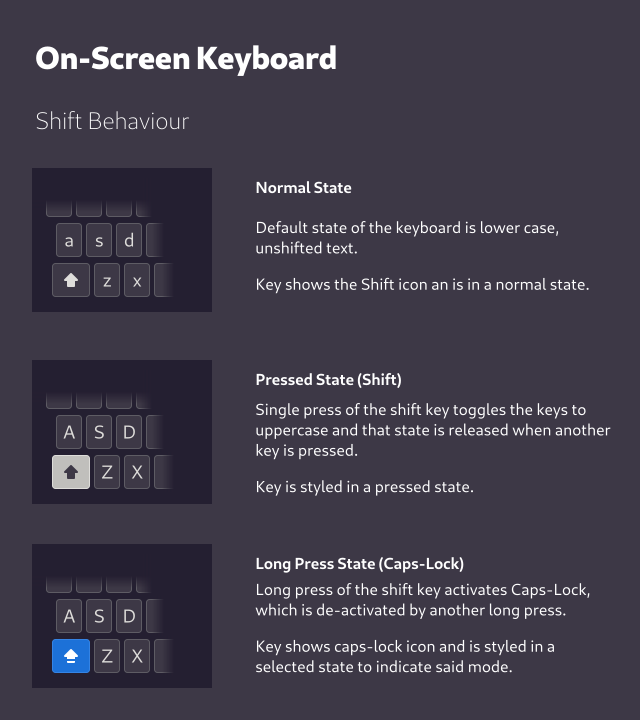 On-Screen Keyboard
Shift Behaviour
a s d
z x
Normal State
Default state of the keyboard is lower case,
unshifted text.
Key shows the Shift icon an is in a normal state.
A S D
Z X
Pressed State (Shift)
Single press of the shift key toggles the keys to
uppercase and that state is released when another
key is pressed.
Key is styled in a pressed state.
A S D
Z X
Long Press State (Caps-Lock)
Long press of the shift key activates Caps-Lock,
which is de-activated by another long press.
Key shows caps-lock icon and is styled in a
selected state to indicate said mode.